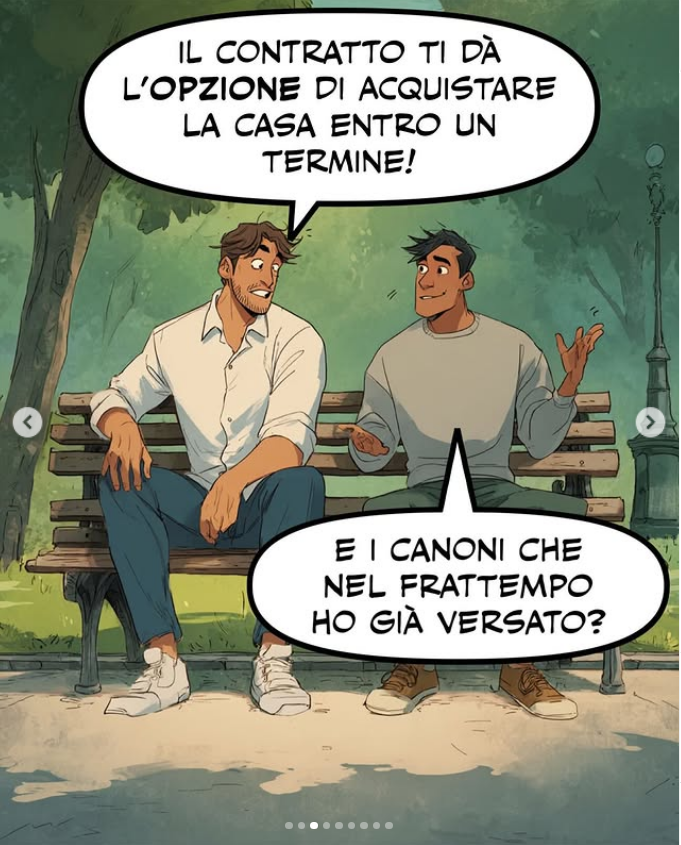 IL CONTRATTO TI DÀ
L'OPZIONE DI ACQUISTARE
LA CASA ENTRO UN
TERMINE!
E I CANONI CHE
NEL FRATTEMPO
HO GIÀ VERSATO?